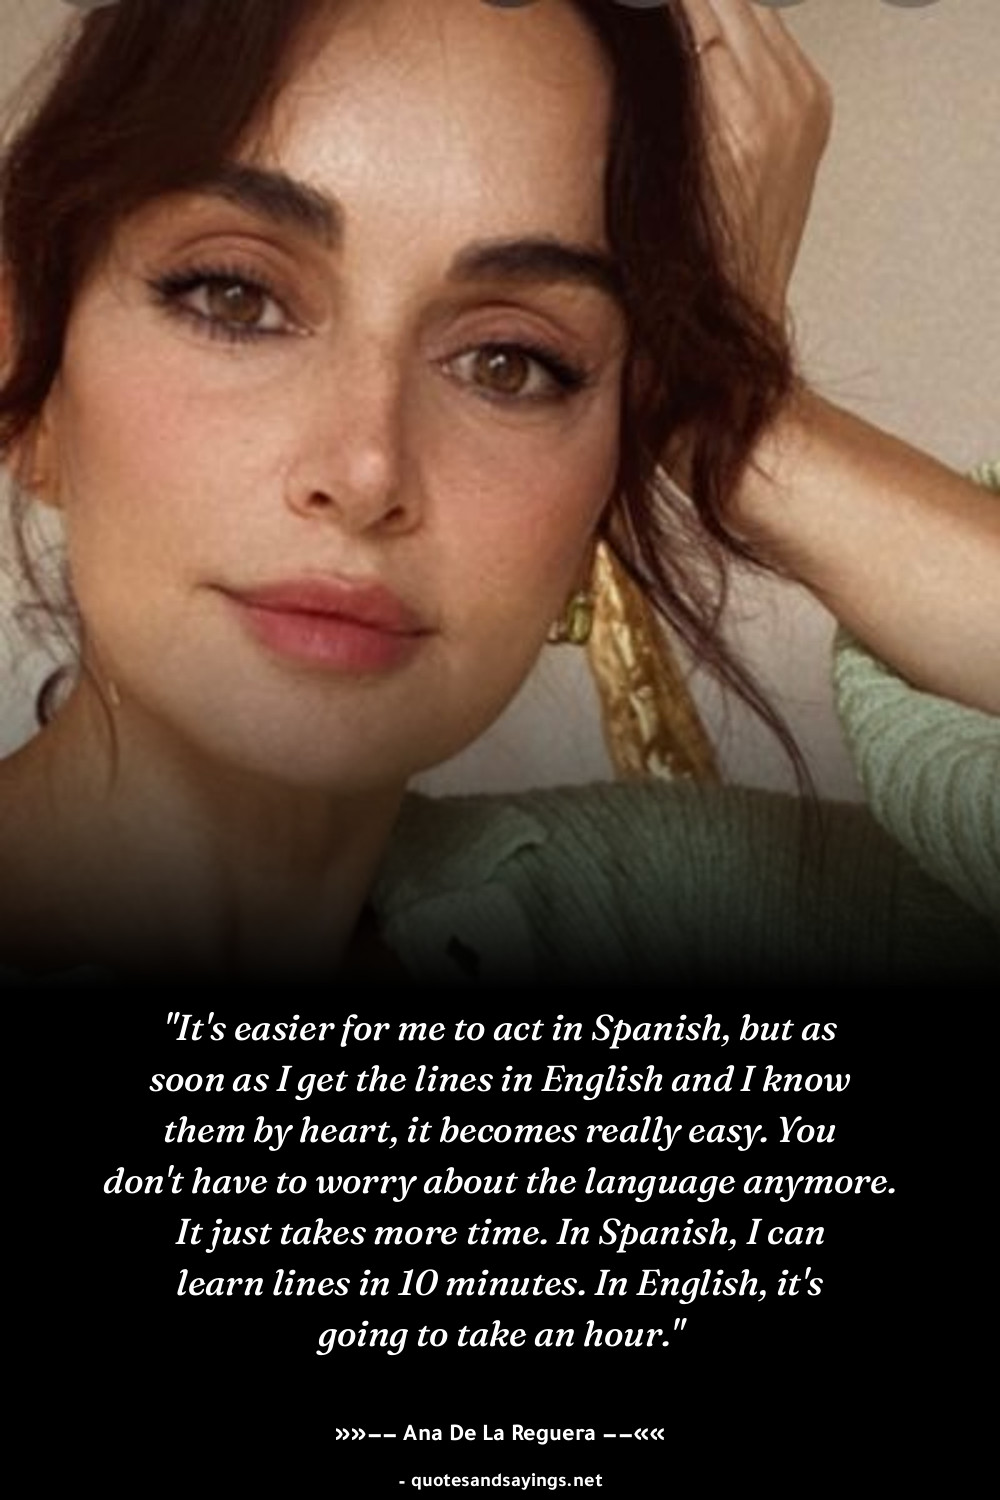 "It's easier for me to act in Spanish, but as
soon as I get the lines in English and I know
them by heart, it becomes really easy. You
don't have to worry about the language anymore.
It just takes more time. In Spanish, I can
learn lines in 10 minutes. In English, it's
going to take an hour."
»»–– Ana De La Reguera ––««
- quotesandsayings.net